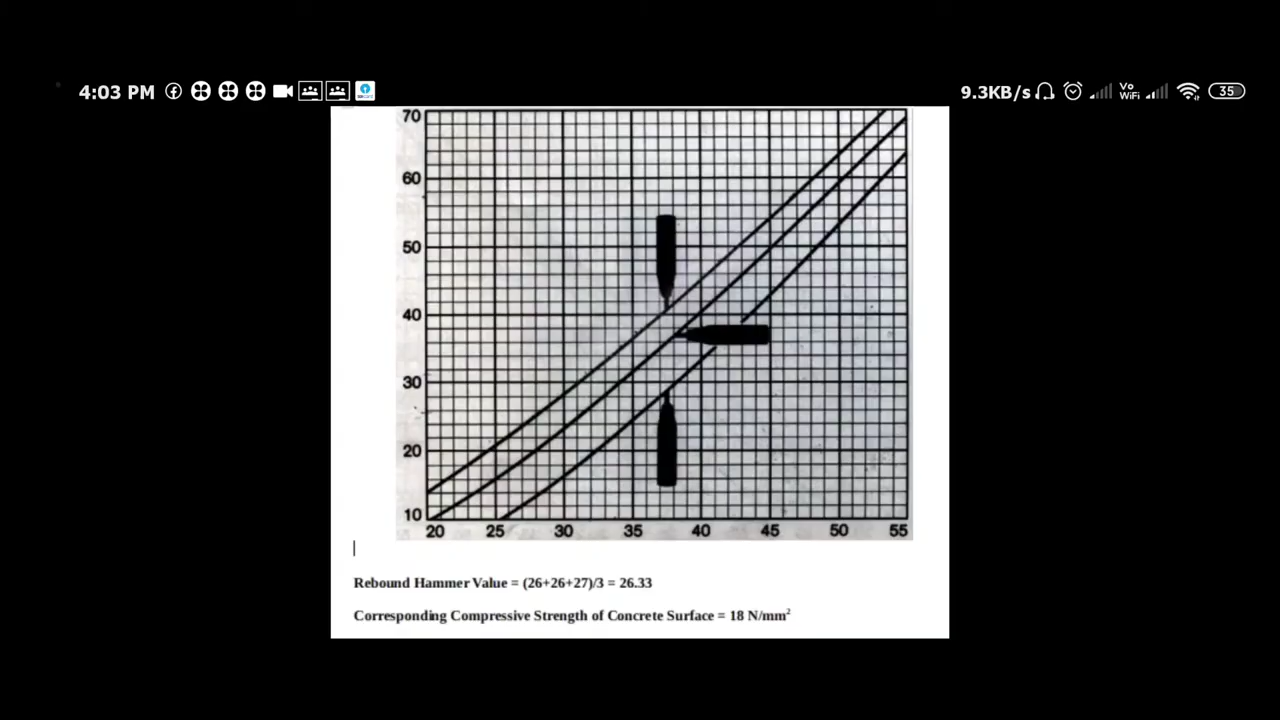 4:03 PM 9.3KB/s Vo WiFi 35
70
60
50
40
30
20
10
20 25 30 35 40 45 50 55
Rebound Hammer Value = (26+26+27)/3 = 26.33
Corresponding Compressive Strength of Concrete Surface = 18 N/mm²